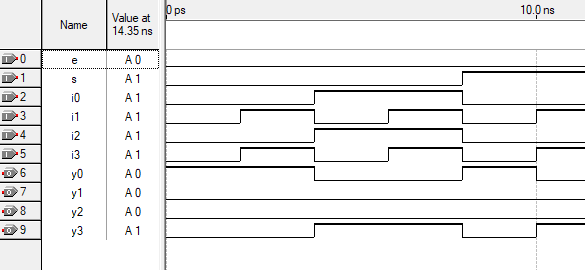 0 ps 10.0 ns
Name Value at
14.35 ns
0 e A 0
1 s A 1
2 i0 A 1
3 i1 A 1
4 i2 A 1
5 i3 A 1
6 y0 A 0
7 y1 A 0
8 y2 A 0
9 y3 A 1